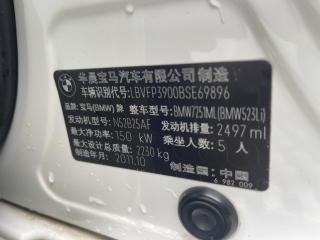 华晨宝马汽车有限公司 制造
车辆识别代号: LBVFP3900BSE69896
品牌: 宝马(BMW) 牌 整车型号: BMW7251ML(BMW523Li)
发动机型号: N52B25AF 发动机排量: 2497 ml
最大净功率: 150 kW 乘坐人数: 5 人
最大设计总质量: 2230 kg
制造年月: 2011.10 制造国: 中国
6 982 009